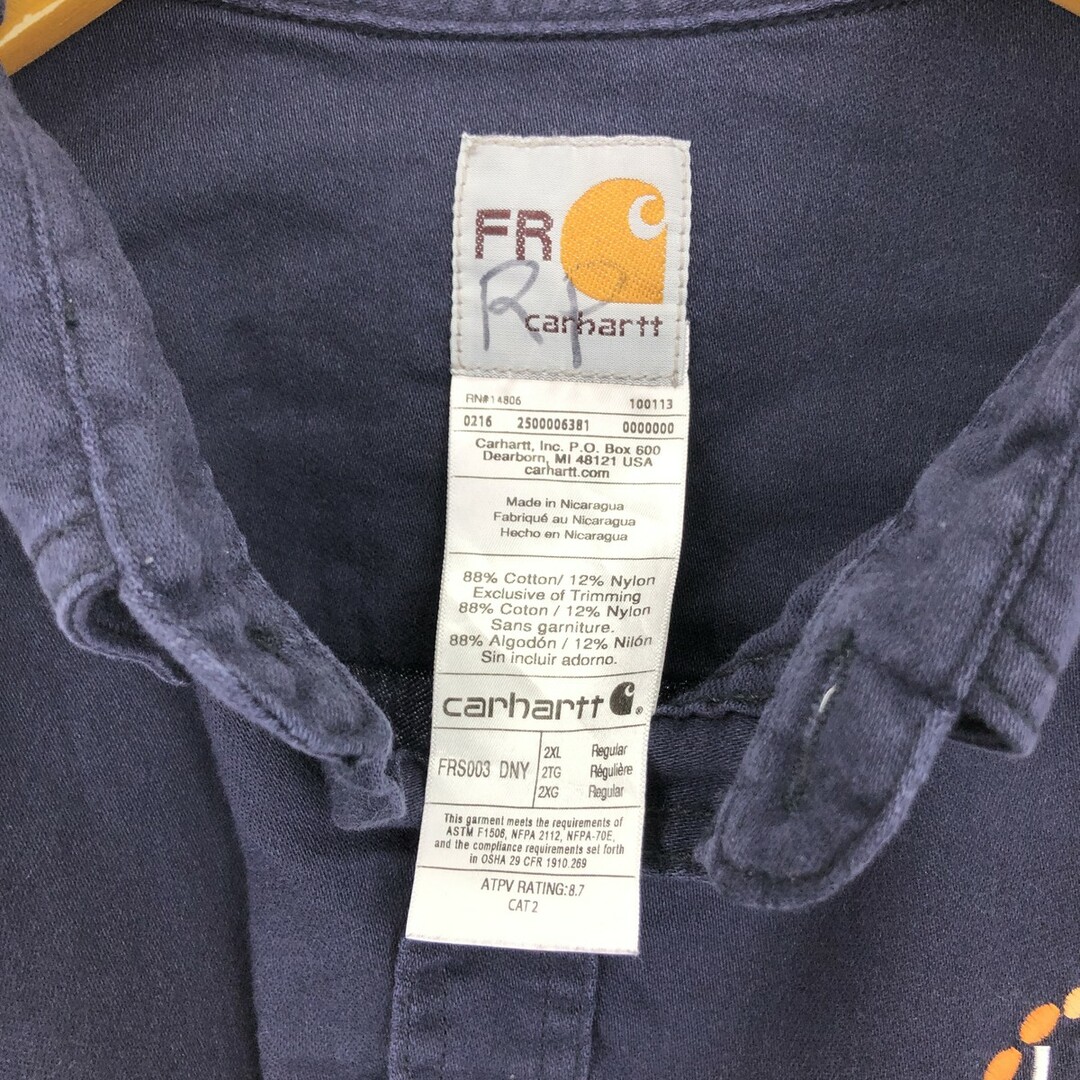 FR
RP
carhartt
RN#14806 100113
0216 2500006381 0000000
Carhartt, Inc. P.O. Box 600
Dearborn, MI 48121 USA
carhartt.com
Made in Nicaragua
Fabriqué au Nicaragua
Hecho en Nicaragua
88% Cotton/ 12% Nylon
Exclusive of Trimming
88% Coton / 12% Nylon
Sans garniture.
88% Algodón / 12% Nilón
Sin incluir adorno.
carhartt ®
FRS003 DNY
2XL Regular
2TG Régulière
2XG Regular
This garment meets the requirements of
ASTM F1506, NFPA 2112, NFPA-70E,
and the compliance requirements set forth
in OSHA 29 CFR 1910.269
ATPV RATING:8.7
CAT 2